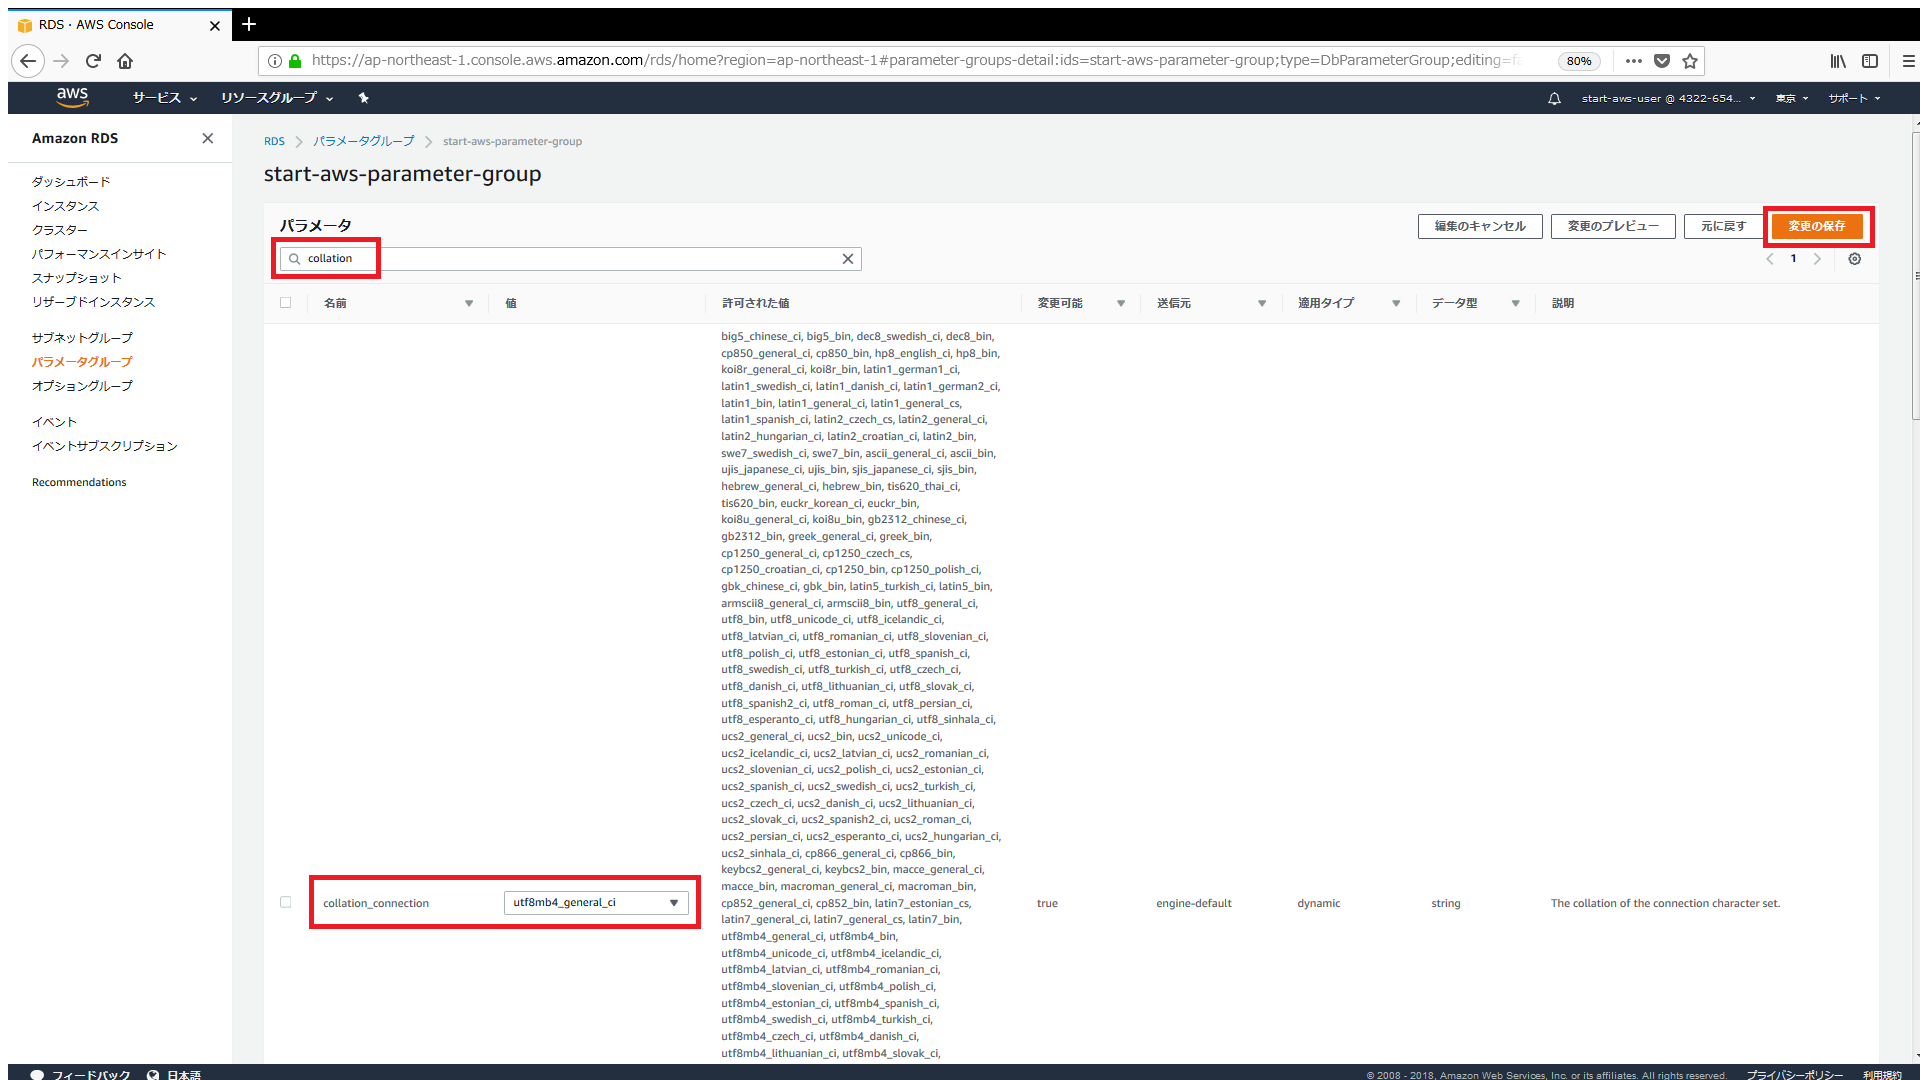 RDS · AWS Console
https://ap-northeast-1.console.aws.amazon.com/rds/home?region=ap-northeast-1#parameter-groups-detail:ids=start-aws-parameter-group;type=DbParameterGroup;editing=
80%
aws
サービス
リソースグループ
start-aws-user @ 4322-654...
東京
サポート
Amazon RDS
ダッシュボード
インスタンス
クラスター
パフォーマンスインサイト
スナップショット
リザーブドインスタンス
サブネットグループ
パラメータグループ
オプショングループ
イベント
イベントサブスクリプション
Recommendations
RDS
パラメータグループ
start-aws-parameter-group
start-aws-parameter-group
パラメータ
編集のキャンセル
変更のプレビュー
元に戻す
変更の保存
collation
1
名前
値
許可された値
変更可能
送信元
適用タイプ
データ型
説明
collation_connection
utf8mb4_general_ci
big5_chinese_ci, big5_bin, dec8_swedish_ci, dec8_bin,
cp850_general_ci, cp850_bin, hp8_english_ci, hp8_bin,
koi8r_general_ci, koi8r_bin, latin1_german1_ci,
latin1_swedish_ci, latin1_danish_ci, latin1_german2_ci,
latin1_bin, latin1_general_ci, latin1_general_cs,
latin1_spanish_ci, latin2_czech_cs, latin2_general_ci,
latin2_hungarian_ci, latin2_croatian_ci, latin2_bin,
swe7_swedish_ci, swe7_bin, ascii_general_ci, ascii_bin,
ujis_japanese_ci, ujis_bin, sjis_japanese_ci, sjis_bin,
hebrew_general_ci, hebrew_bin, tis620_thai_ci,
tis620_bin, euckr_korean_ci, euckr_bin,
koi8u_general_ci, koi8u_bin, gb2312_chinese_ci,
gb2312_bin, greek_general_ci, greek_bin,
cp1250_general_ci, cp1250_czech_cs,
cp1250_croatian_ci, cp1250_bin, cp1250_polish_ci,
gbk_chinese_ci, gbk_bin, latin5_turkish_ci, latin5_bin,
armscii8_general_ci, armscii8_bin, utf8_general_ci,
utf8_bin, utf8_unicode_ci, utf8_icelandic_ci,
utf8_latvian_ci, utf8_romanian_ci, utf8_slovenian_ci,
utf8_polish_ci, utf8_estonian_ci, utf8_spanish_ci,
utf8_swedish_ci, utf8_turkish_ci, utf8_czech_ci,
utf8_danish_ci, utf8_lithuanian_ci, utf8_slovak_ci,
utf8_spanish2_ci, utf8_roman_ci, utf8_persian_ci,
utf8_esperanto_ci, utf8_hungarian_ci, utf8_sinhala_ci,
ucs2_general_ci, ucs2_bin, ucs2_unicode_ci,
ucs2_icelandic_ci, ucs2_latvian_ci, ucs2_romanian_ci,
ucs2_slovenian_ci, ucs2_polish_ci, ucs2_estonian_ci,
ucs2_spanish_ci, ucs2_swedish_ci, ucs2_turkish_ci,
ucs2_czech_ci, ucs2_danish_ci, ucs2_lithuanian_ci,
ucs2_slovak_ci, ucs2_spanish2_ci, ucs2_roman_ci,
ucs2_persian_ci, ucs2_esperanto_ci, ucs2_hungarian_ci,
ucs2_sinhala_ci, cp866_general_ci, cp866_bin,
keybcs2_general_ci, keybcs2_bin, macce_general_ci,
macce_bin, macroman_general_ci, macroman_bin,
cp852_general_ci, cp852_bin, latin7_estonian_cs,
latin7_general_ci, latin7_general_cs, latin7_bin,
utf8mb4_general_ci, utf8mb4_bin,
utf8mb4_unicode_ci, utf8mb4_icelandic_ci,
utf8mb4_latvian_ci, utf8mb4_romanian_ci,
utf8mb4_slovenian_ci, utf8mb4_polish_ci,
utf8mb4_estonian_ci, utf8mb4_spanish_ci,
utf8mb4_swedish_ci, utf8mb4_turkish_ci,
utf8mb4_czech_ci, utf8mb4_danish_ci,
utf8mb4_lithuanian_ci, utf8mb4_slovak_ci,
true
engine-default
dynamic
string
The collation of the connection character set.
フィードバック
日本語
© 2008 - 2018, Amazon Web Services, Inc. or its affiliates. All rights reserved.
プライバシーポリシー
利用規約